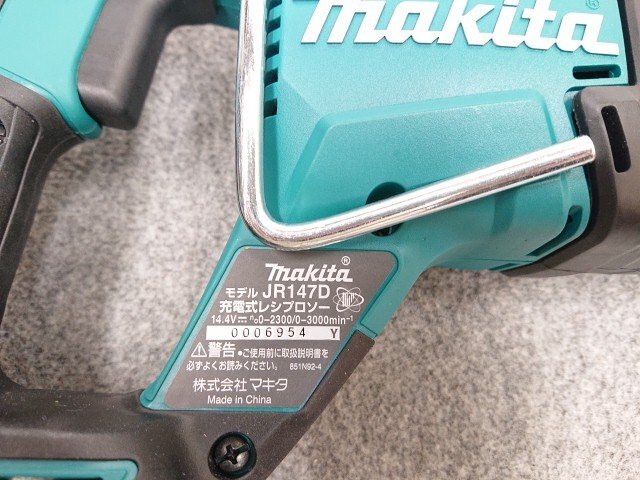 makita®
makita®
モデル JR147D
充電式レシプロソー
14.4V⎓ n₀0-2300/0-3000min⁻¹
0006954 Y
⚠警告・ご使用前に取扱説明書を
必ずよくお読みください。 851N92-4
株式会社マキタ
Made in China